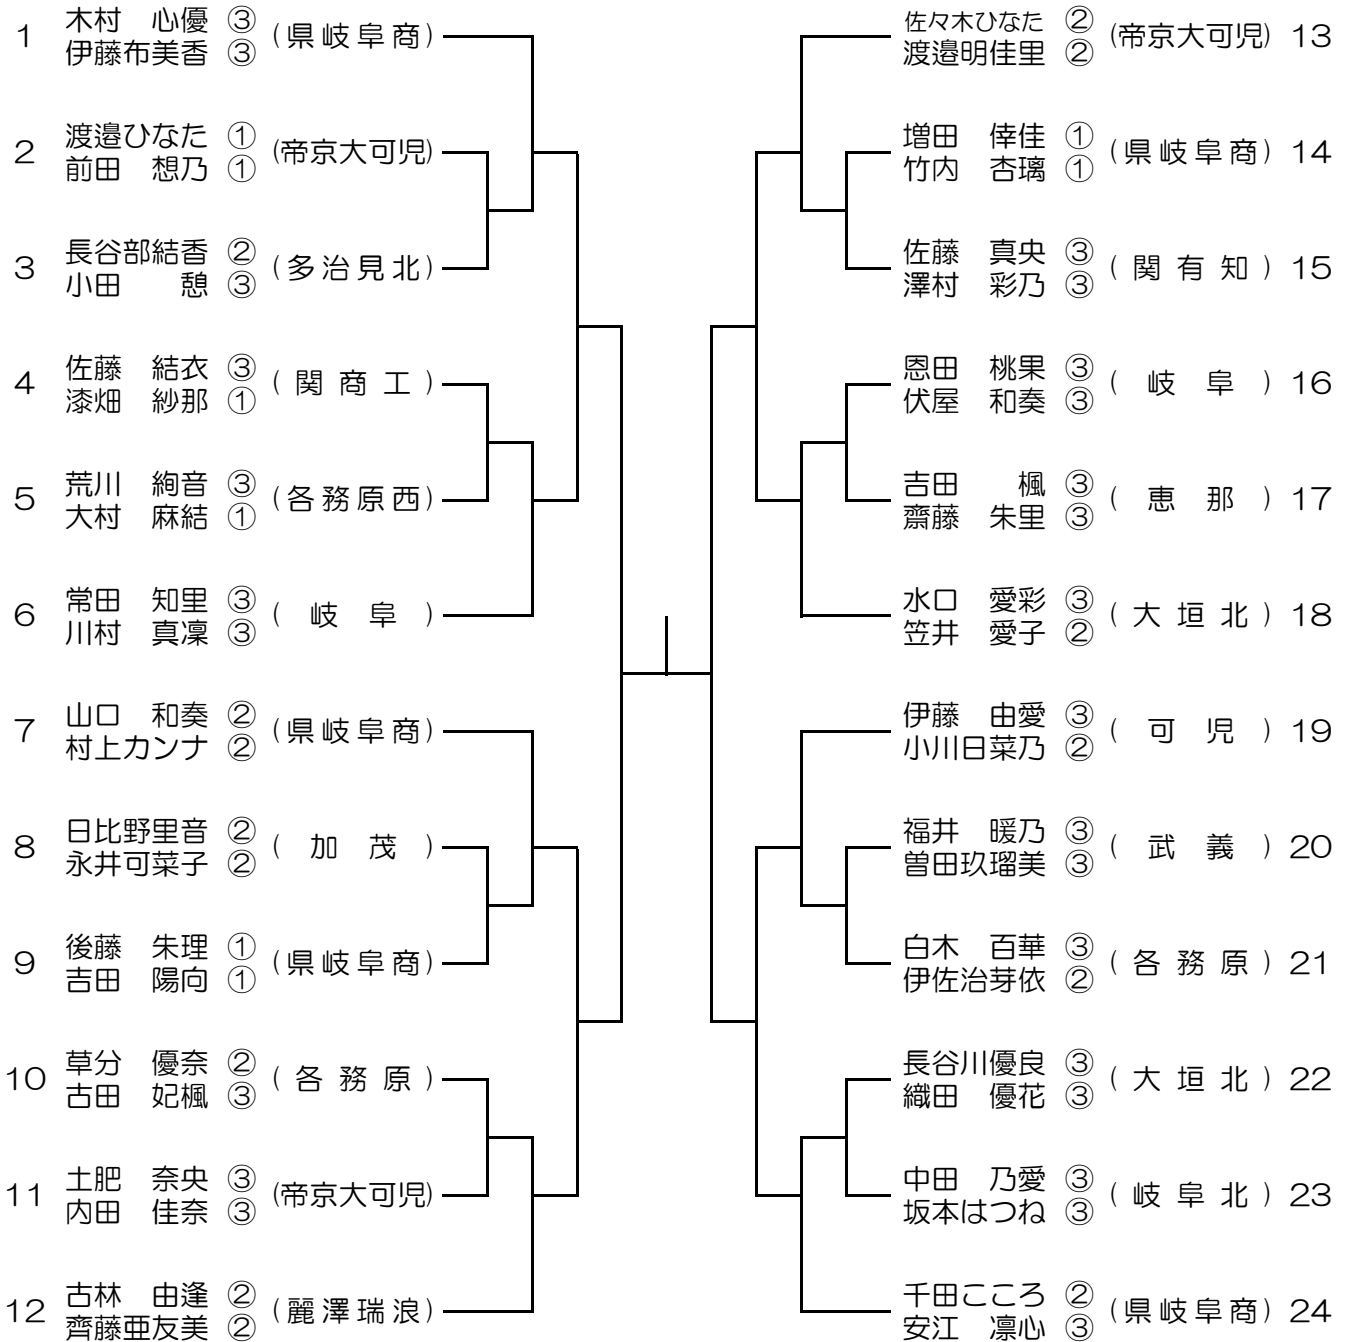 1 木村　心優 ③ (県岐阜商)
伊藤布美香 ③
2 渡邉ひなた ① (帝京大可児)
前田　想乃 ①
3 長谷部結香 ② (多治見北)
小田　　憩 ③
4 佐藤　結衣 ③ (関商工)
漆畑　紗那 ①
5 荒川　絢音 ③ (各務原西)
大村　麻結 ①
6 常田　知里 ③ (岐阜)
川村　真凜 ③
7 山口　和奏 ② (県岐阜商)
村上カンナ ②
8 日比野里音 ② (加茂)
永井可菜子 ②
9 後藤　朱理 ① (県岐阜商)
吉田　陽向 ①
10 草分　優奈 ② (各務原)
古田　妃楓 ③
11 土肥　奈央 ③ (帝京大可児)
内田　佳奈 ③
12 古林　由逢 ② (麗澤瑞浪)
齊藤亜友美 ②
佐々木ひなた ② (帝京大可児) 13
渡邉明佳里 ②
増田　倖佳 ① (県岐阜商) 14
竹内　杏璃 ①
佐藤　真央 ③ (関有知) 15
澤村　彩乃 ③
恩田　桃果 ③ (岐阜) 16
伏屋　和奏 ③
吉田　　楓 ③ (恵那) 17
齋藤　朱里 ③
水口　愛彩 ③ (大垣北) 18
笠井　愛子 ②
伊藤　由愛 ③ (可児) 19
小川日菜乃 ②
福井　暖乃 ③ (武義) 20
曽田玖瑠美 ③
白木　百華 ③ (各務原) 21
伊佐治芽依 ②
長谷川優良 ③ (大垣北) 22
織田　優花 ③
中田　乃愛 ③ (岐阜北) 23
坂本はつね ③
千田こころ ② (県岐阜商) 24
安江　凛心 ③